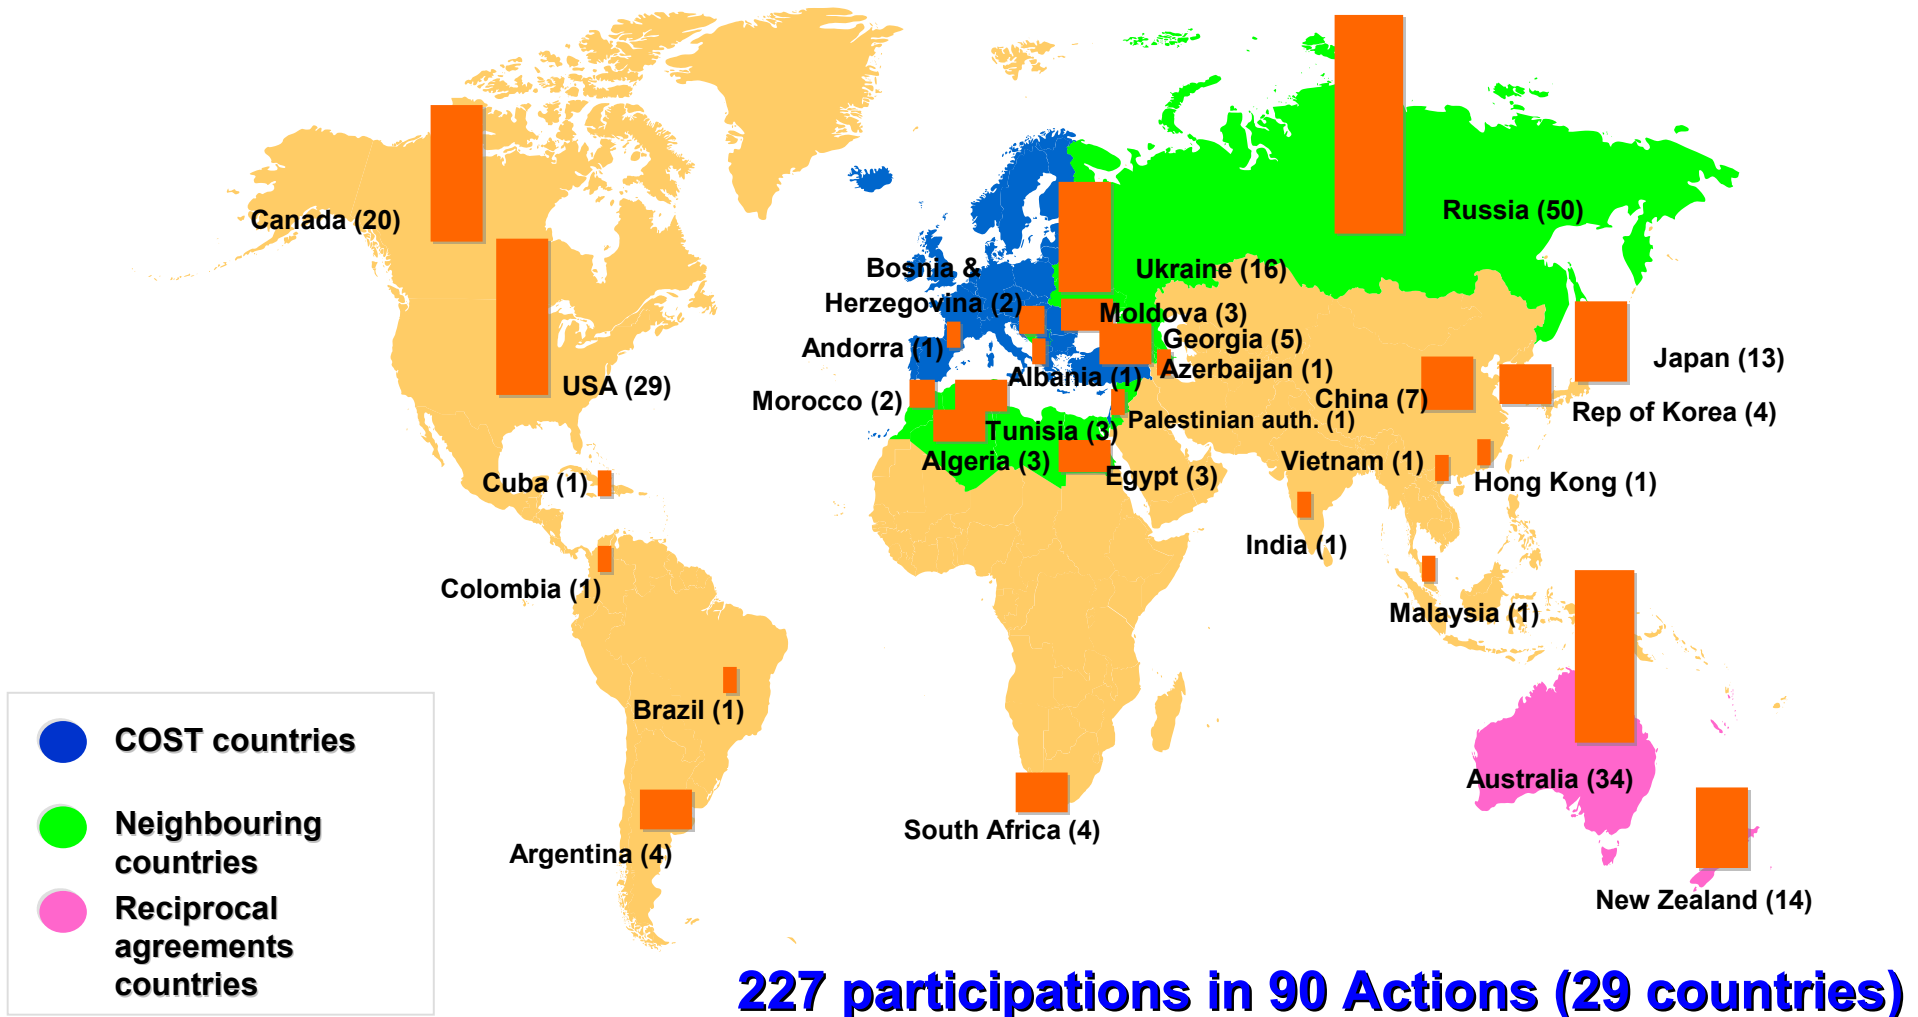 Canada (20)
Russia (50)
Bosnia &
Herzegovina (2)
Ukraine (16)
Moldova (3)
Georgia (5)
Andorra (1)
Albania (1)
Azerbaijan (1)
Japan (13)
USA (29)
Morocco (2)
China (7)
Rep of Korea (4)
Palestinian auth. (1)
Tunisia (3)
Algeria (3)
Egypt (3)
Vietnam (1)
Hong Kong (1)
Cuba (1)
India (1)
Colombia (1)
Malaysia (1)
Brazil (1)
Australia (34)
South Africa (4)
Argentina (4)
New Zealand (14)
COST countries
Neighbouring
countries
Reciprocal
agreements
countries
227 participations in 90 Actions (29 countries)